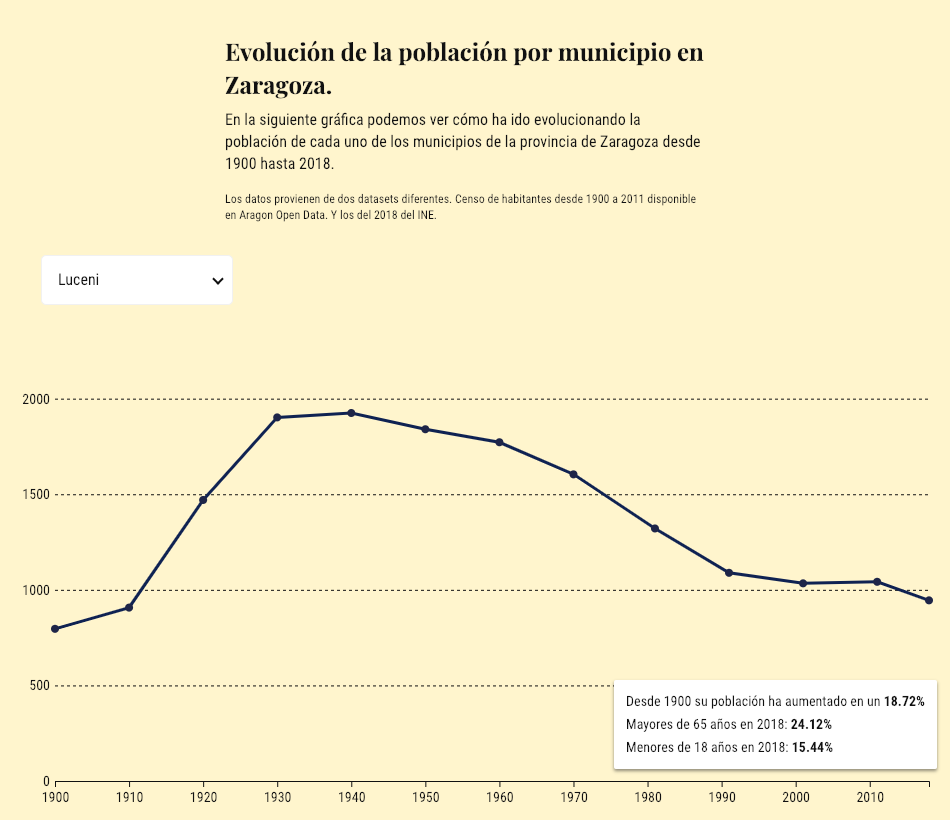 Evolución de la población por municipio en
Zaragoza.
En la siguiente gráfica podemos ver cómo ha ido evolucionando la
población de cada uno de los municipios de la provincia de Zaragoza desde
1900 hasta 2018.
Los datos provienen de dos datasets diferentes. Censo de habitantes desde 1900 a 2011 disponible
en Aragon Open Data. Y los del 2018 del INE.
Luceni
2000
1500
1000
500
Desde 1900 su población ha aumentado en un 18.72%
Mayores de 65 años en 2018: 24.12%
Menores de 18 años en 2018: 15.44%
0
1900 1910 1920 1930 1940 1950 1960 1970 1980 1990 2000 2010